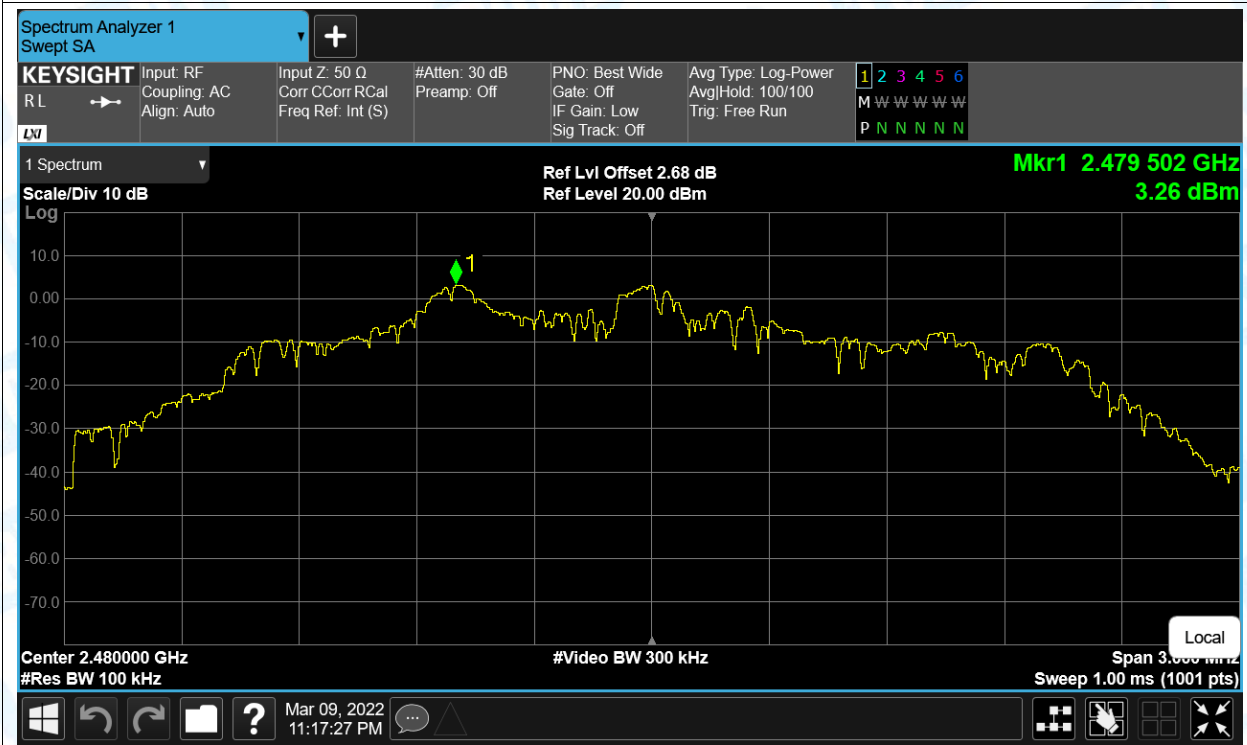 Spectrum Analyzer 1
Swept SA
KEYSIGHT
R L
LXI
Input: RF
Coupling: AC
Align: Auto
Input Z: 50 Ω
Corr CCorr RCal
Freq Ref: Int (S)
#Atten: 30 dB
Preamp: Off
PNO: Best Wide
Gate: Off
IF Gain: Low
Sig Track: Off
Avg Type: Log-Power
Avg|Hold: 100/100
Trig: Free Run
1 2 3 4 5 6
M W W W W W
P N N N N N
1 Spectrum
Scale/Div 10 dB
Ref Lvl Offset 2.68 dB
Ref Level 20.00 dBm
Mkr1 2.479 502 GHz
3.26 dBm
Log
1
10.0
0.00
-10.0
-20.0
-30.0
-40.0
-50.0
-60.0
-70.0
Local
Center 2.480000 GHz
#Video BW 300 kHz
Span
#Res BW 100 kHz
Sweep 1.00 ms (1001 pts)
?
Mar 09, 2022
11:17:27 PM